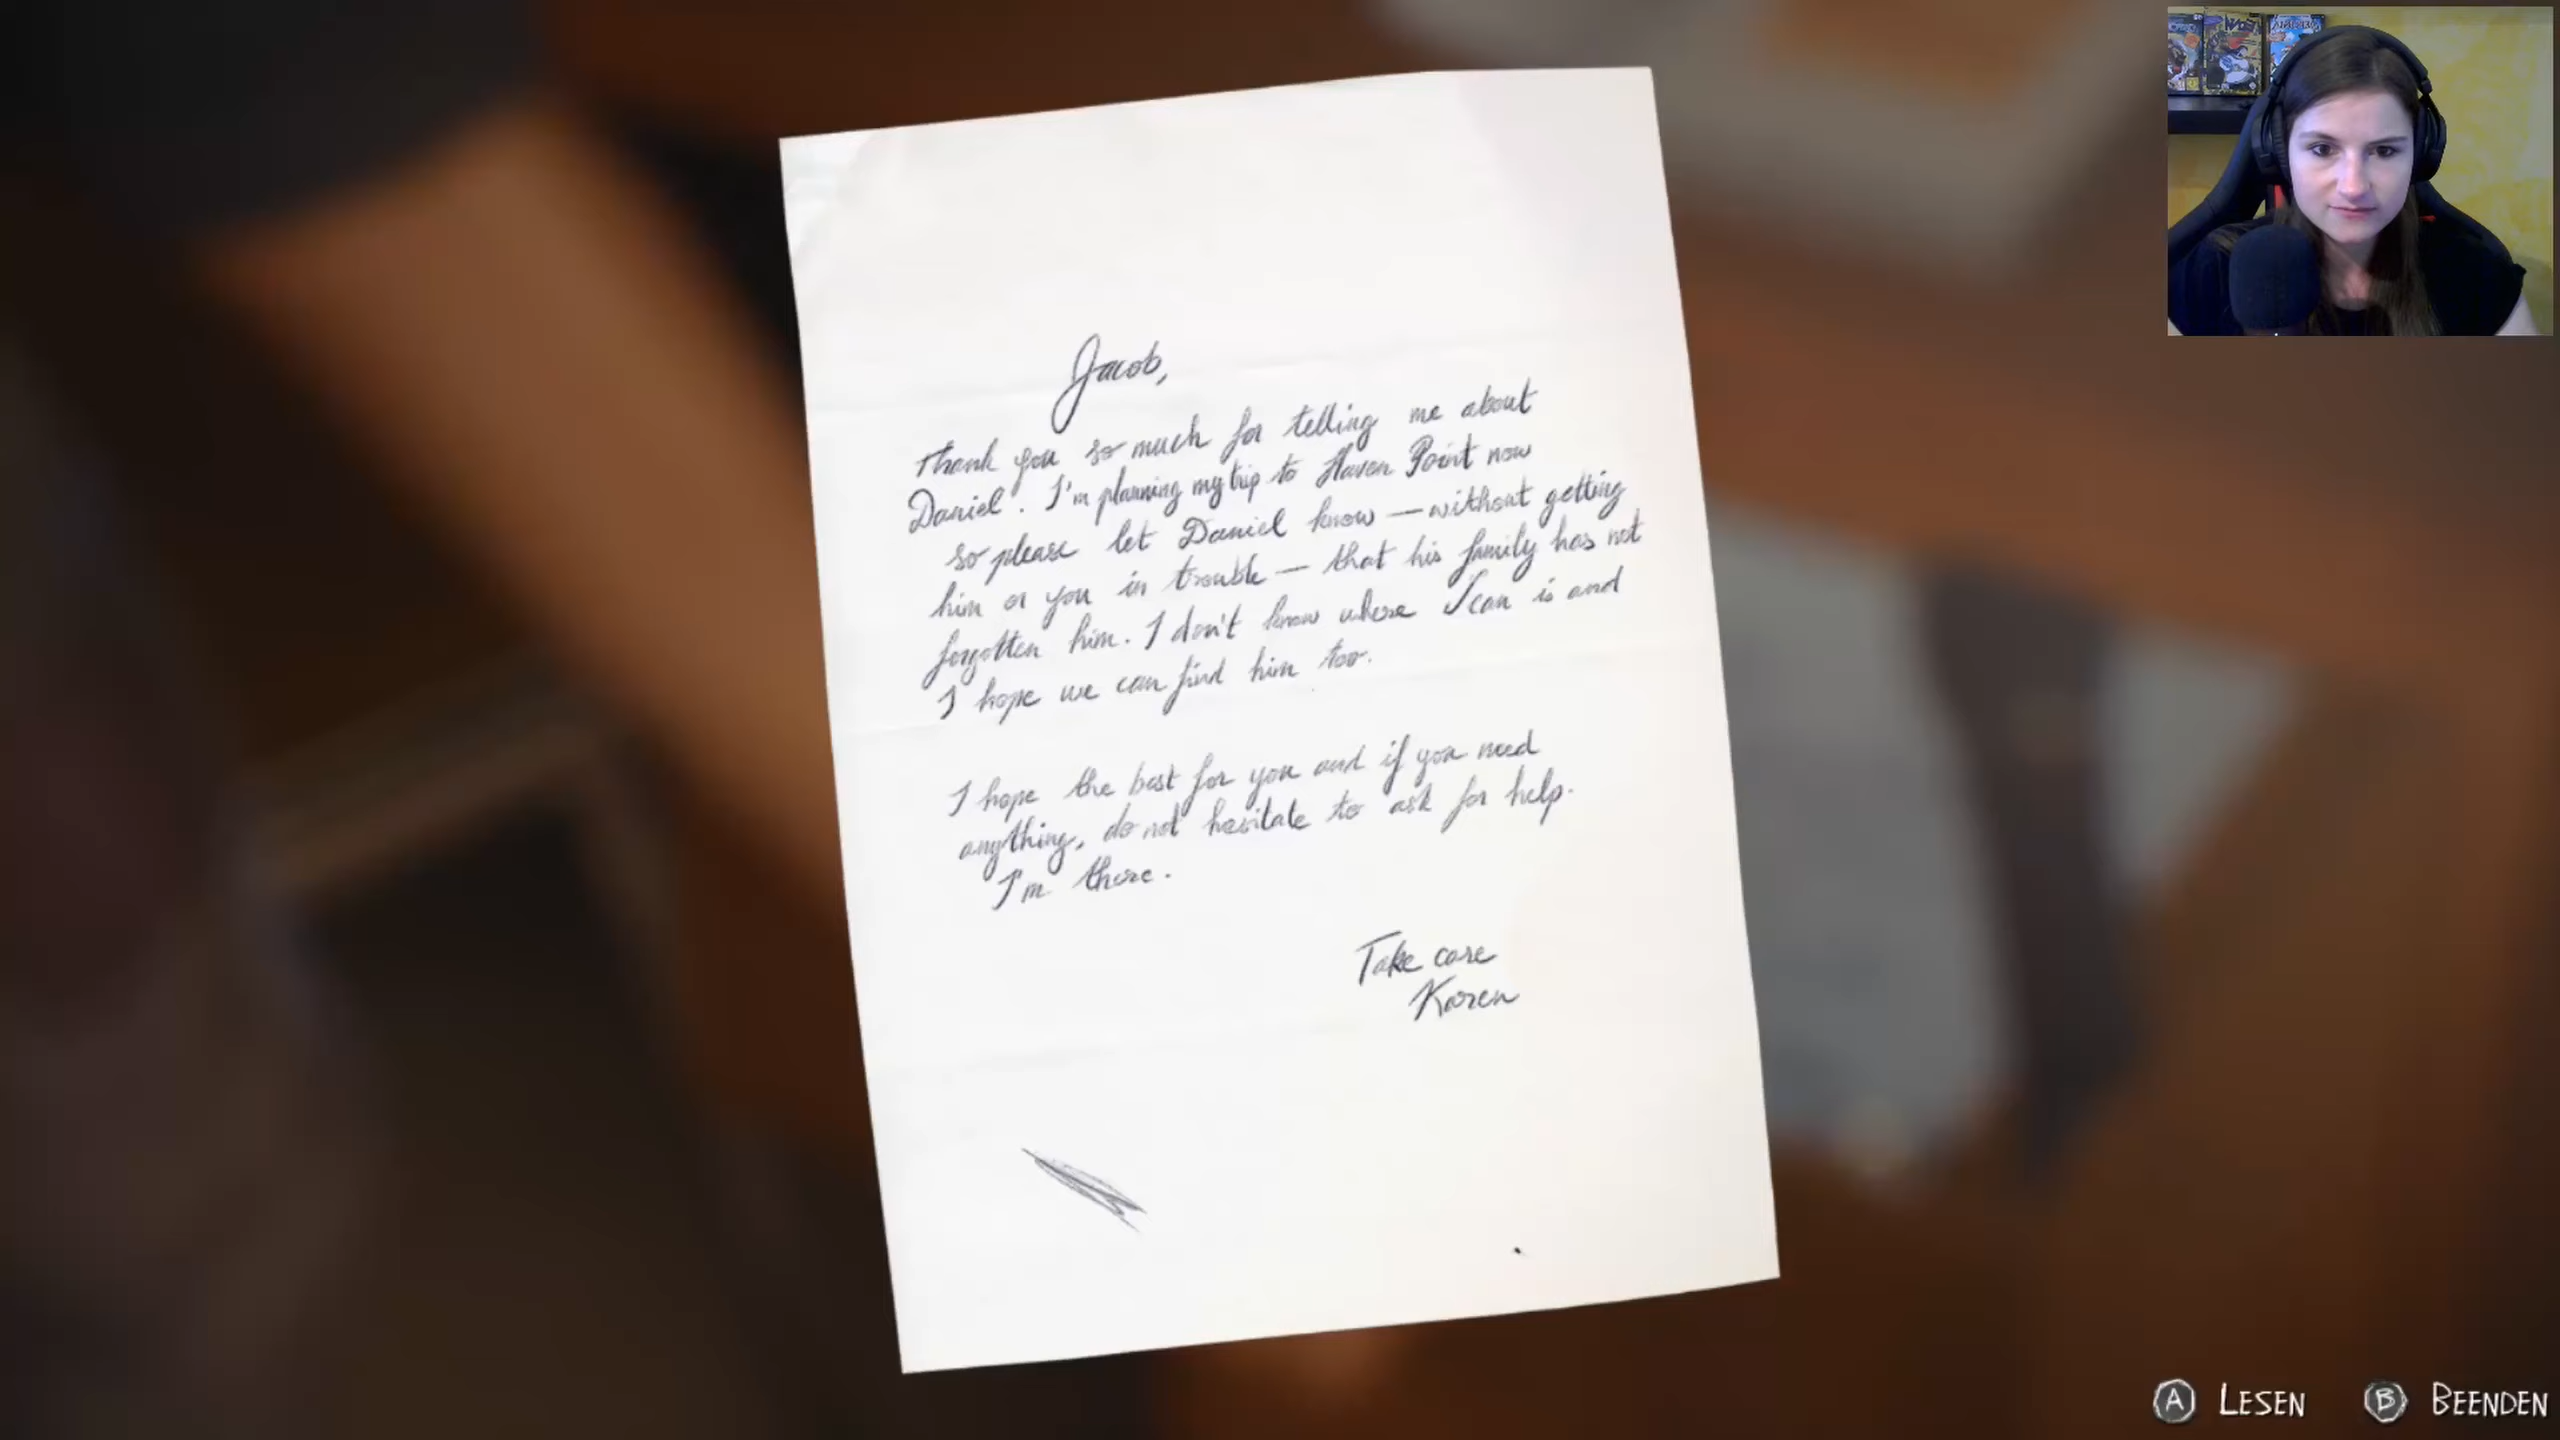 Jacob,
Thank you so much for telling me about
Daniel. I'm planning my trip to Haven Point now
so please let Daniel know — without getting
him or you in trouble — that his family has not
forgotten him. I don't know where Sean is and
I hope we can find him too.
I hope the best for you and if you need
anything, do not hesitate to ask for help.
I'm there.
Take care
Karen
A LESEN B BEENDEN